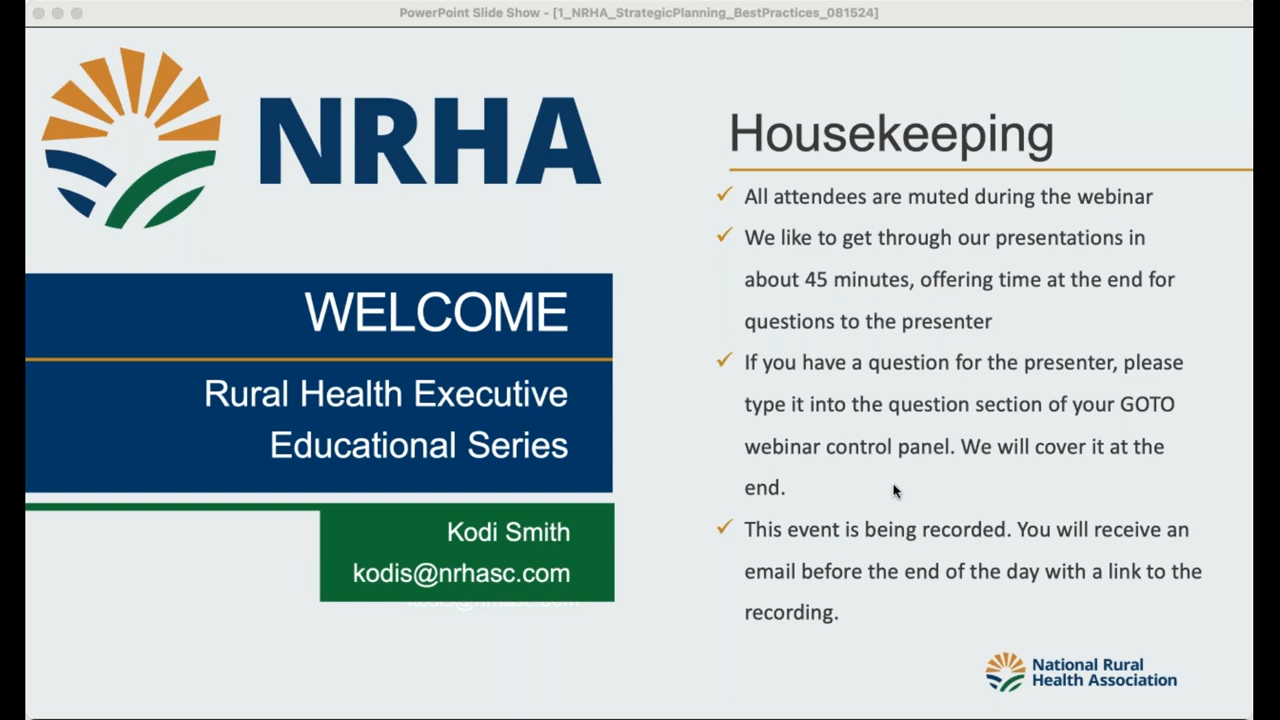 PowerPoint Slide Show - [1_NRHA_StrategicPlanning_BestPractices_081524]
NRHA
WELCOME
Rural Health Executive
Educational Series
Kodi Smith
kodis@nrhasc.com
kodis@nrhasc.com
Housekeeping
✓ All attendees are muted during the webinar
✓ We like to get through our presentations in
about 45 minutes, offering time at the end for
questions to the presenter
✓ If you have a question for the presenter, please
type it into the question section of your GOTO
webinar control panel. We will cover it at the
end.
✓ This event is being recorded. You will receive an
email before the end of the day with a link to the
recording.
National Rural
Health Association